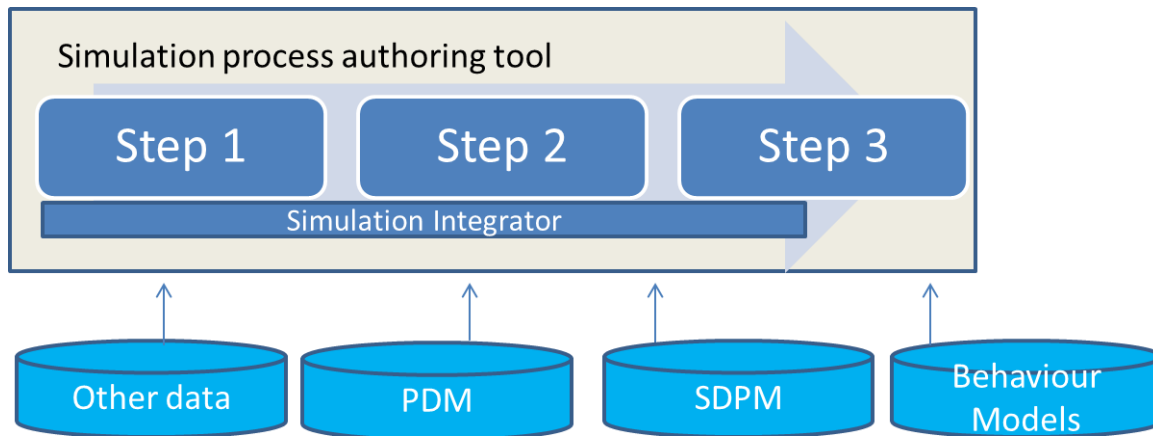 Simulation process authoring tool
Step 1
Step 2
Step 3
Simulation Integrator
Other data
PDM
SDPM
Behaviour
Models